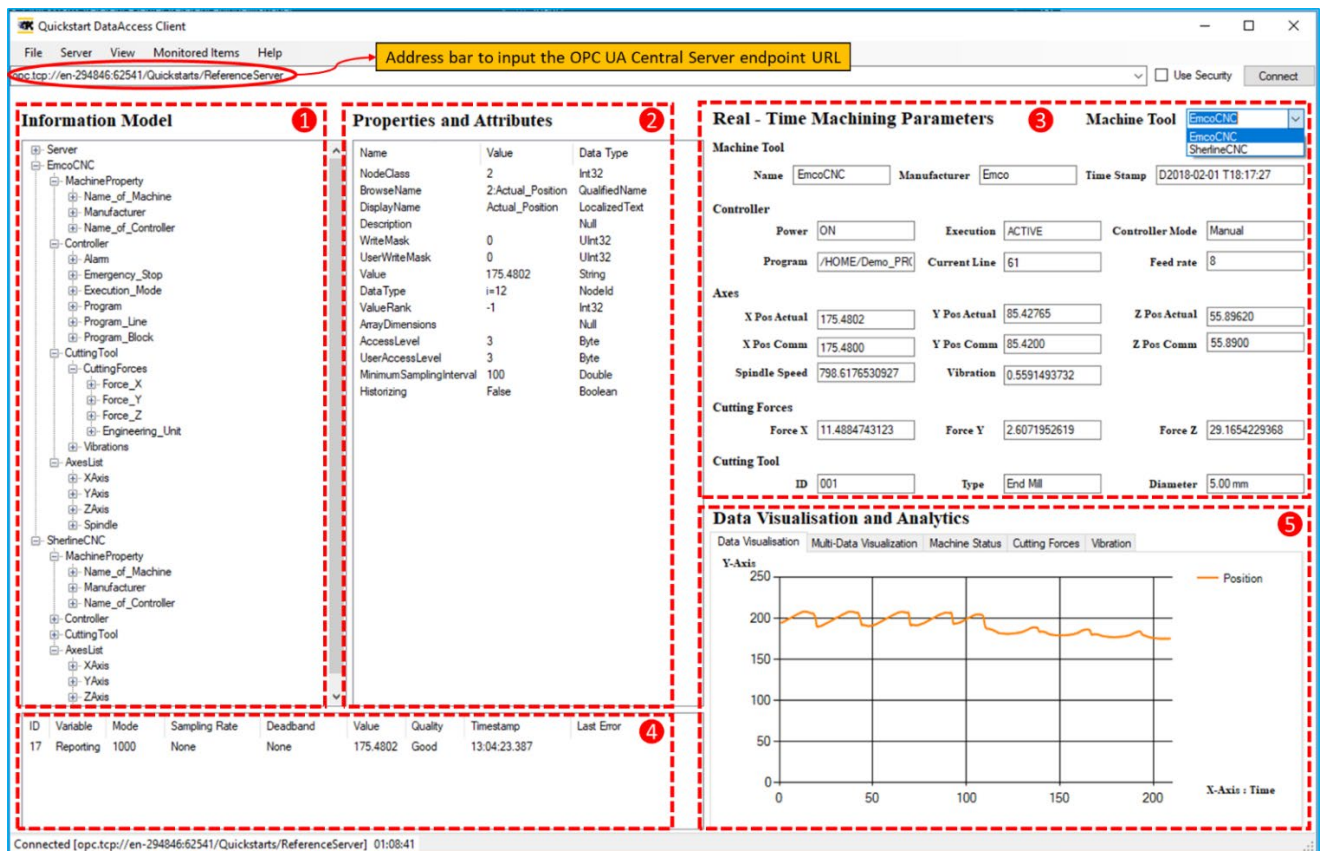 Quickstart DataAccess Client
File Server View Monitored Items Help
Address bar to input the OPC UA Central Server endpoint URL
opc.tcp://en-294846:62541/Quickstarts/ReferenceServer
Use Security Connect
Information Model 1
Server
EmcoCNC
MachineProperty
Name_of_Machine
Manufacturer
Name_of_Controller
Controller
Alarm
Emergency_Stop
Execution_Mode
Program
Program_Line
Program_Block
CuttingTool
CuttingForces
Force_X
Force_Y
Force_Z
Engineering_Unit
Vibrations
AxesList
XAxis
YAxis
ZAxis
Spindle
SherlineCNC
MachineProperty
Name_of_Machine
Manufacturer
Name_of_Controller
Controller
CuttingTool
AxesList
XAxis
YAxis
ZAxis
Properties and Attributes 2
Name Value Data Type
NodeClass 2 Int32
BrowseName 2:Actual_Position QualifiedName
DisplayName Actual_Position LocalizedText
Description Null
WriteMask 0 UInt32
UserWriteMask 0 UInt32
Value 175.4802 String
DataType i=12 NodeId
ValueRank -1 Int32
ArrayDimensions Null
AccessLevel 3 Byte
UserAccessLevel 3 Byte
MinimumSamplingInterval 100 Double
Historizing False Boolean
Real - Time Machining Parameters 3 Machine Tool EmcoCNC
EmcoCNC
SherlineCNC
Machine Tool
Name EmcoCNC Manufacturer Emco Time Stamp D2018-02-01 T18:17:27
Controller
Power ON Execution ACTIVE Controller Mode Manual
Program /HOME/Demo_PR Current Line 61 Feed rate 8
Axes
X Pos Actual 175.4802 Y Pos Actual 85.42765 Z Pos Actual 55.89620
X Pos Comm 175.4800 Y Pos Comm 85.4200 Z Pos Comm 55.8900
Spindle Speed 798.6176530927 Vibration 0.5591493732
Cutting Forces
Force X 11.4884743123 Force Y 2.6071952619 Force Z 29.1654229368
Cutting Tool
ID 001 Type End Mill Diameter 5.00 mm
ID Variable Mode Sampling Rate Deadband Value Quality Timestamp Last Error 4
17 Reporting 1000 None None 175.4802 Good 13:04:23.387
Data Visualisation and Analytics 5
Data Visualisation Multi-Data Visualization Machine Status Cutting Forces Vibration
Y-Axis
250
200
150
100
50
0
Position
0 50 100 150 200
X-Axis : Time
Connected [opc.tcp://en-294846:62541/Quickstarts/ReferenceServer] 01:08:41